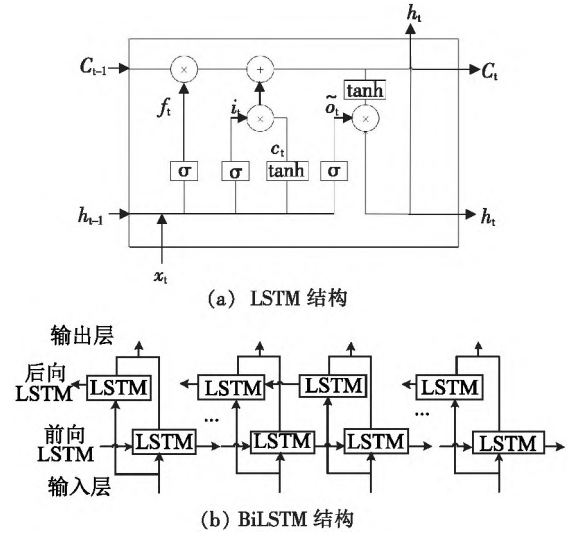 h_t
C_{t-1} × + C_t
tanh
f_t i_t × õ_t ×
c_t
σ σ tanh σ
h_{t-1} h_t
x_t
(a) LSTM 结构
输出层
后向
LSTM LSTM LSTM LSTM LSTM
... ...
前向
LSTM LSTM LSTM LSTM LSTM
输入层
(b) BiLSTM 结构